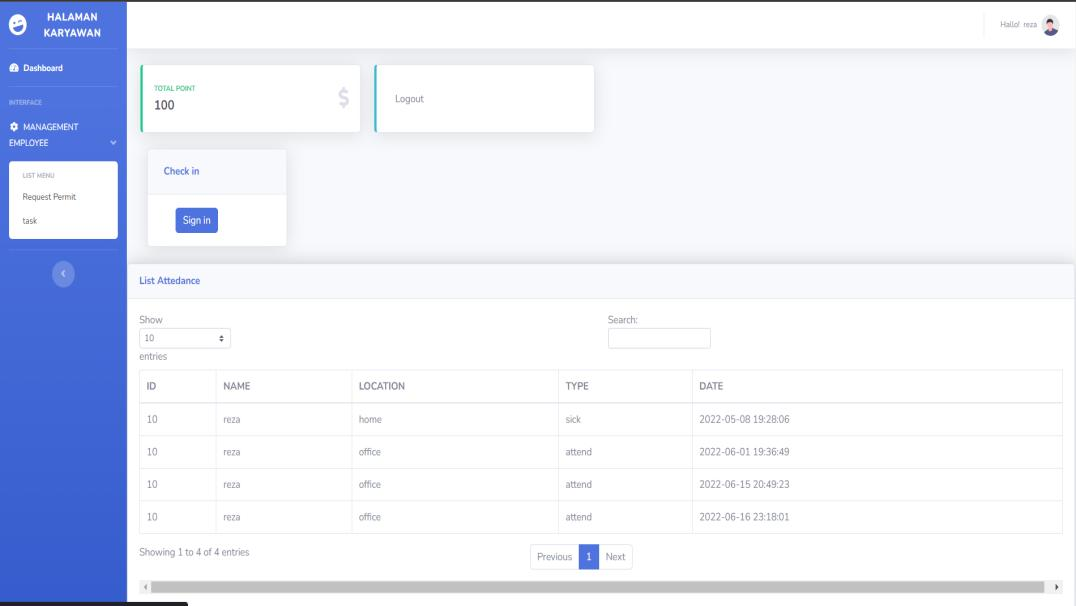 HALAMAN
KARYAWAN
Dashboard
INTERFACE
MANAGEMENT
EMPLOYEE
LIST MENU
Request Permit
task
Hallo! reza
TOTAL POINT
100
$
Logout
Check in
Sign in
List Attedance
Show
10
entries
Search:
ID NAME LOCATION TYPE DATE
10 reza home sick 2022-05-08 19:28:06
10 reza office attend 2022-06-01 19:36:49
10 reza office attend 2022-06-15 20:49:23
10 reza office attend 2022-06-16 23:18:01
Showing 1 to 4 of 4 entries
Previous 1 Next